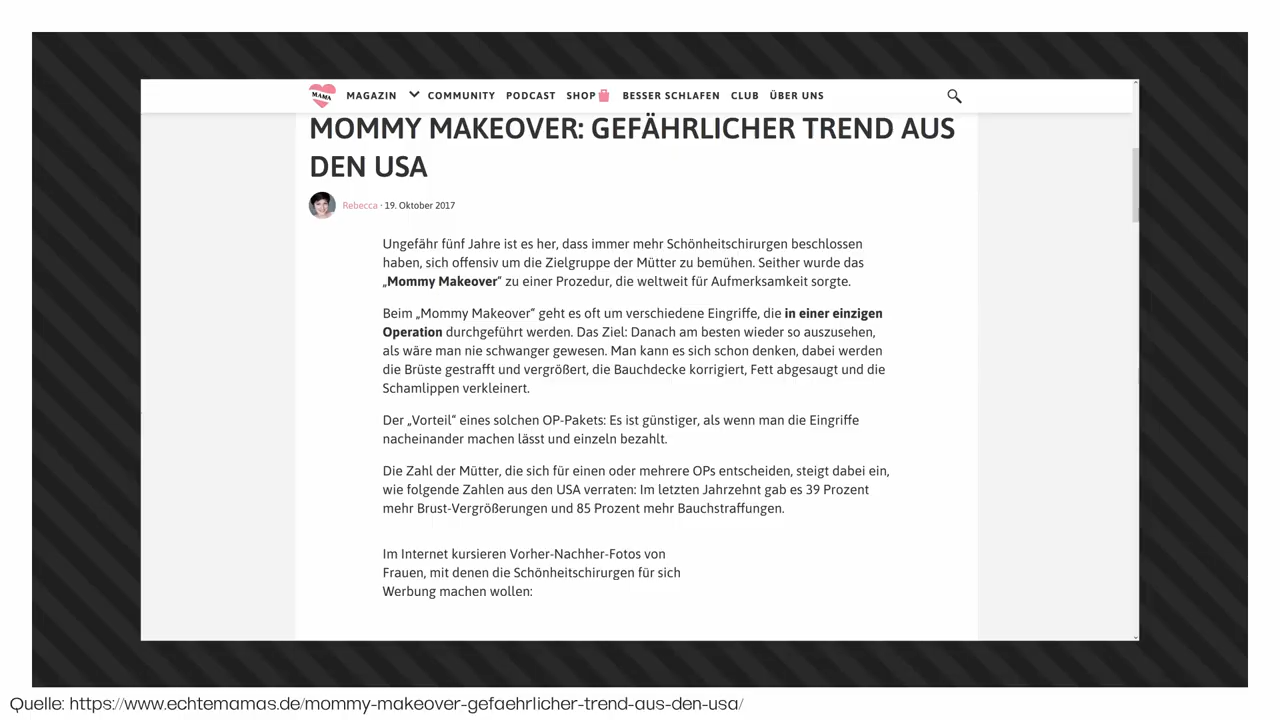 MAMA
MAGAZIN COMMUNITY PODCAST SHOP BESSER SCHLAFEN CLUB ÜBER UNS
MOMMY MAKEOVER: GEFÄHRLICHER TREND AUS
DEN USA
Rebecca · 19. Oktober 2017
Ungefähr fünf Jahre ist es her, dass immer mehr Schönheitschirurgen beschlossen
haben, sich offensiv um die Zielgruppe der Mütter zu bemühen. Seither wurde das
„Mommy Makeover“ zu einer Prozedur, die weltweit für Aufmerksamkeit sorgte.
Beim „Mommy Makeover“ geht es oft um verschiedene Eingriffe, die in einer einzigen
Operation durchgeführt werden. Das Ziel: Danach am besten wieder so auszusehen,
als wäre man nie schwanger gewesen. Man kann es sich schon denken, dabei werden
die Brüste gestrafft und vergrößert, die Bauchdecke korrigiert, Fett abgesaugt und die
Schamlippen verkleinert.
Der „Vorteil“ eines solchen OP-Pakets: Es ist günstiger, als wenn man die Eingriffe
nacheinander machen lässt und einzeln bezahlt.
Die Zahl der Mütter, die sich für einen oder mehrere OPs entscheiden, steigt dabei ein,
wie folgende Zahlen aus den USA verraten: Im letzten Jahrzehnt gab es 39 Prozent
mehr Brust-Vergrößerungen und 85 Prozent mehr Bauchstraffungen.
Im Internet kursieren Vorher-Nachher-Fotos von
Frauen, mit denen die Schönheitschirurgen für sich
Werbung machen wollen:
Quelle: https://www.echtemamas.de/mommy-makeover-gefaehrlicher-trend-aus-den-usa/